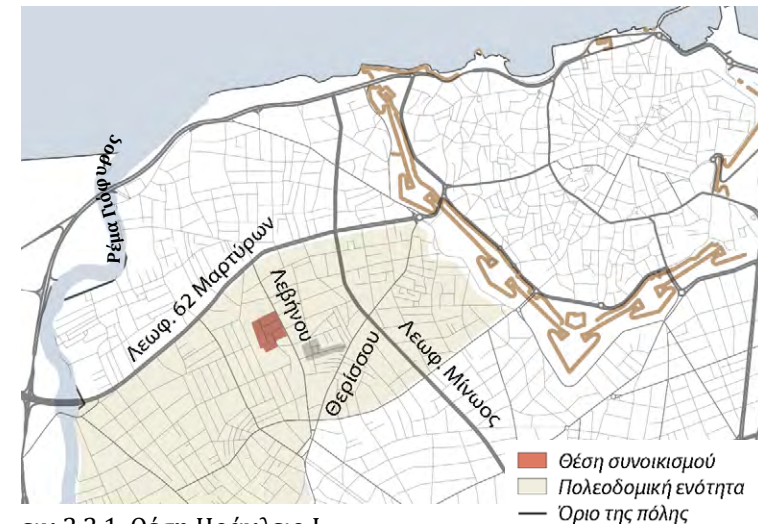 Ρέμα Γιόφυρος
Λεωφ. 62 Μαρτύρων
Λεβήνου
Θερίσσου
Λεωφ. Μίνωος
Θέση συνοικισμού
Πολεοδομική ενότητα
Όριο της πόλης